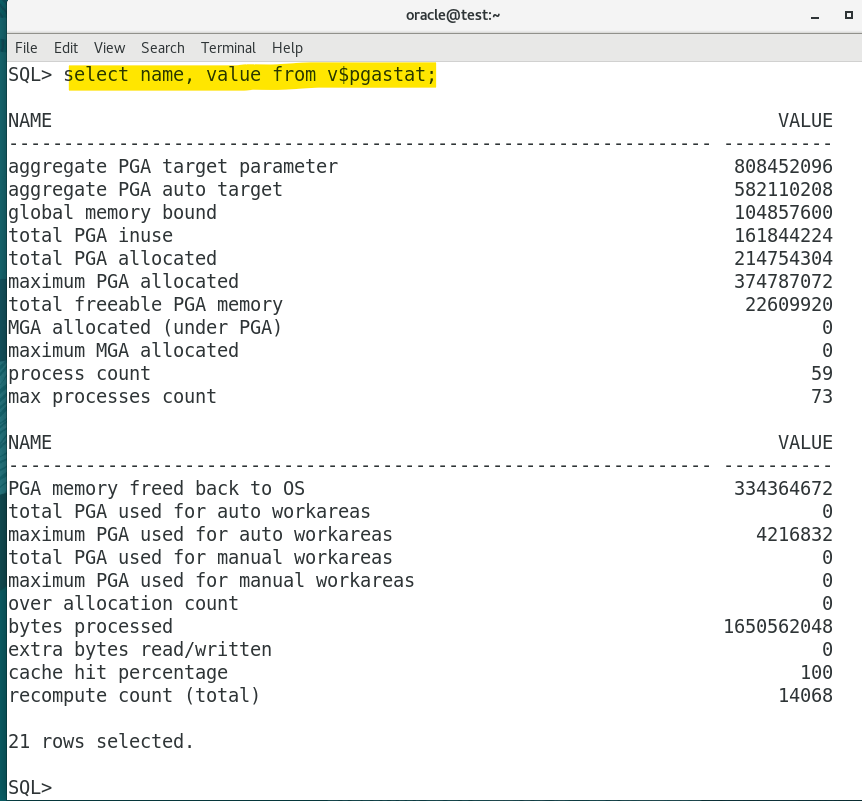 oracle@test:~
File Edit View Search Terminal Help
SQL> select name, value from v$pgastat;
NAME VALUE
---------------------------------------------------------------- ----------
aggregate PGA target parameter 808452096
aggregate PGA auto target 582110208
global memory bound 104857600
total PGA inuse 161844224
total PGA allocated 214754304
maximum PGA allocated 374787072
total freeable PGA memory 22609920
MGA allocated (under PGA) 0
maximum MGA allocated 0
process count 59
max processes count 73
NAME VALUE
---------------------------------------------------------------- ----------
PGA memory freed back to OS 334364672
total PGA used for auto workareas 0
maximum PGA used for auto workareas 4216832
total PGA used for manual workareas 0
maximum PGA used for manual workareas 0
over allocation count 0
bytes processed 1650562048
extra bytes read/written 0
cache hit percentage 100
recompute count (total) 14068
21 rows selected.
SQL>